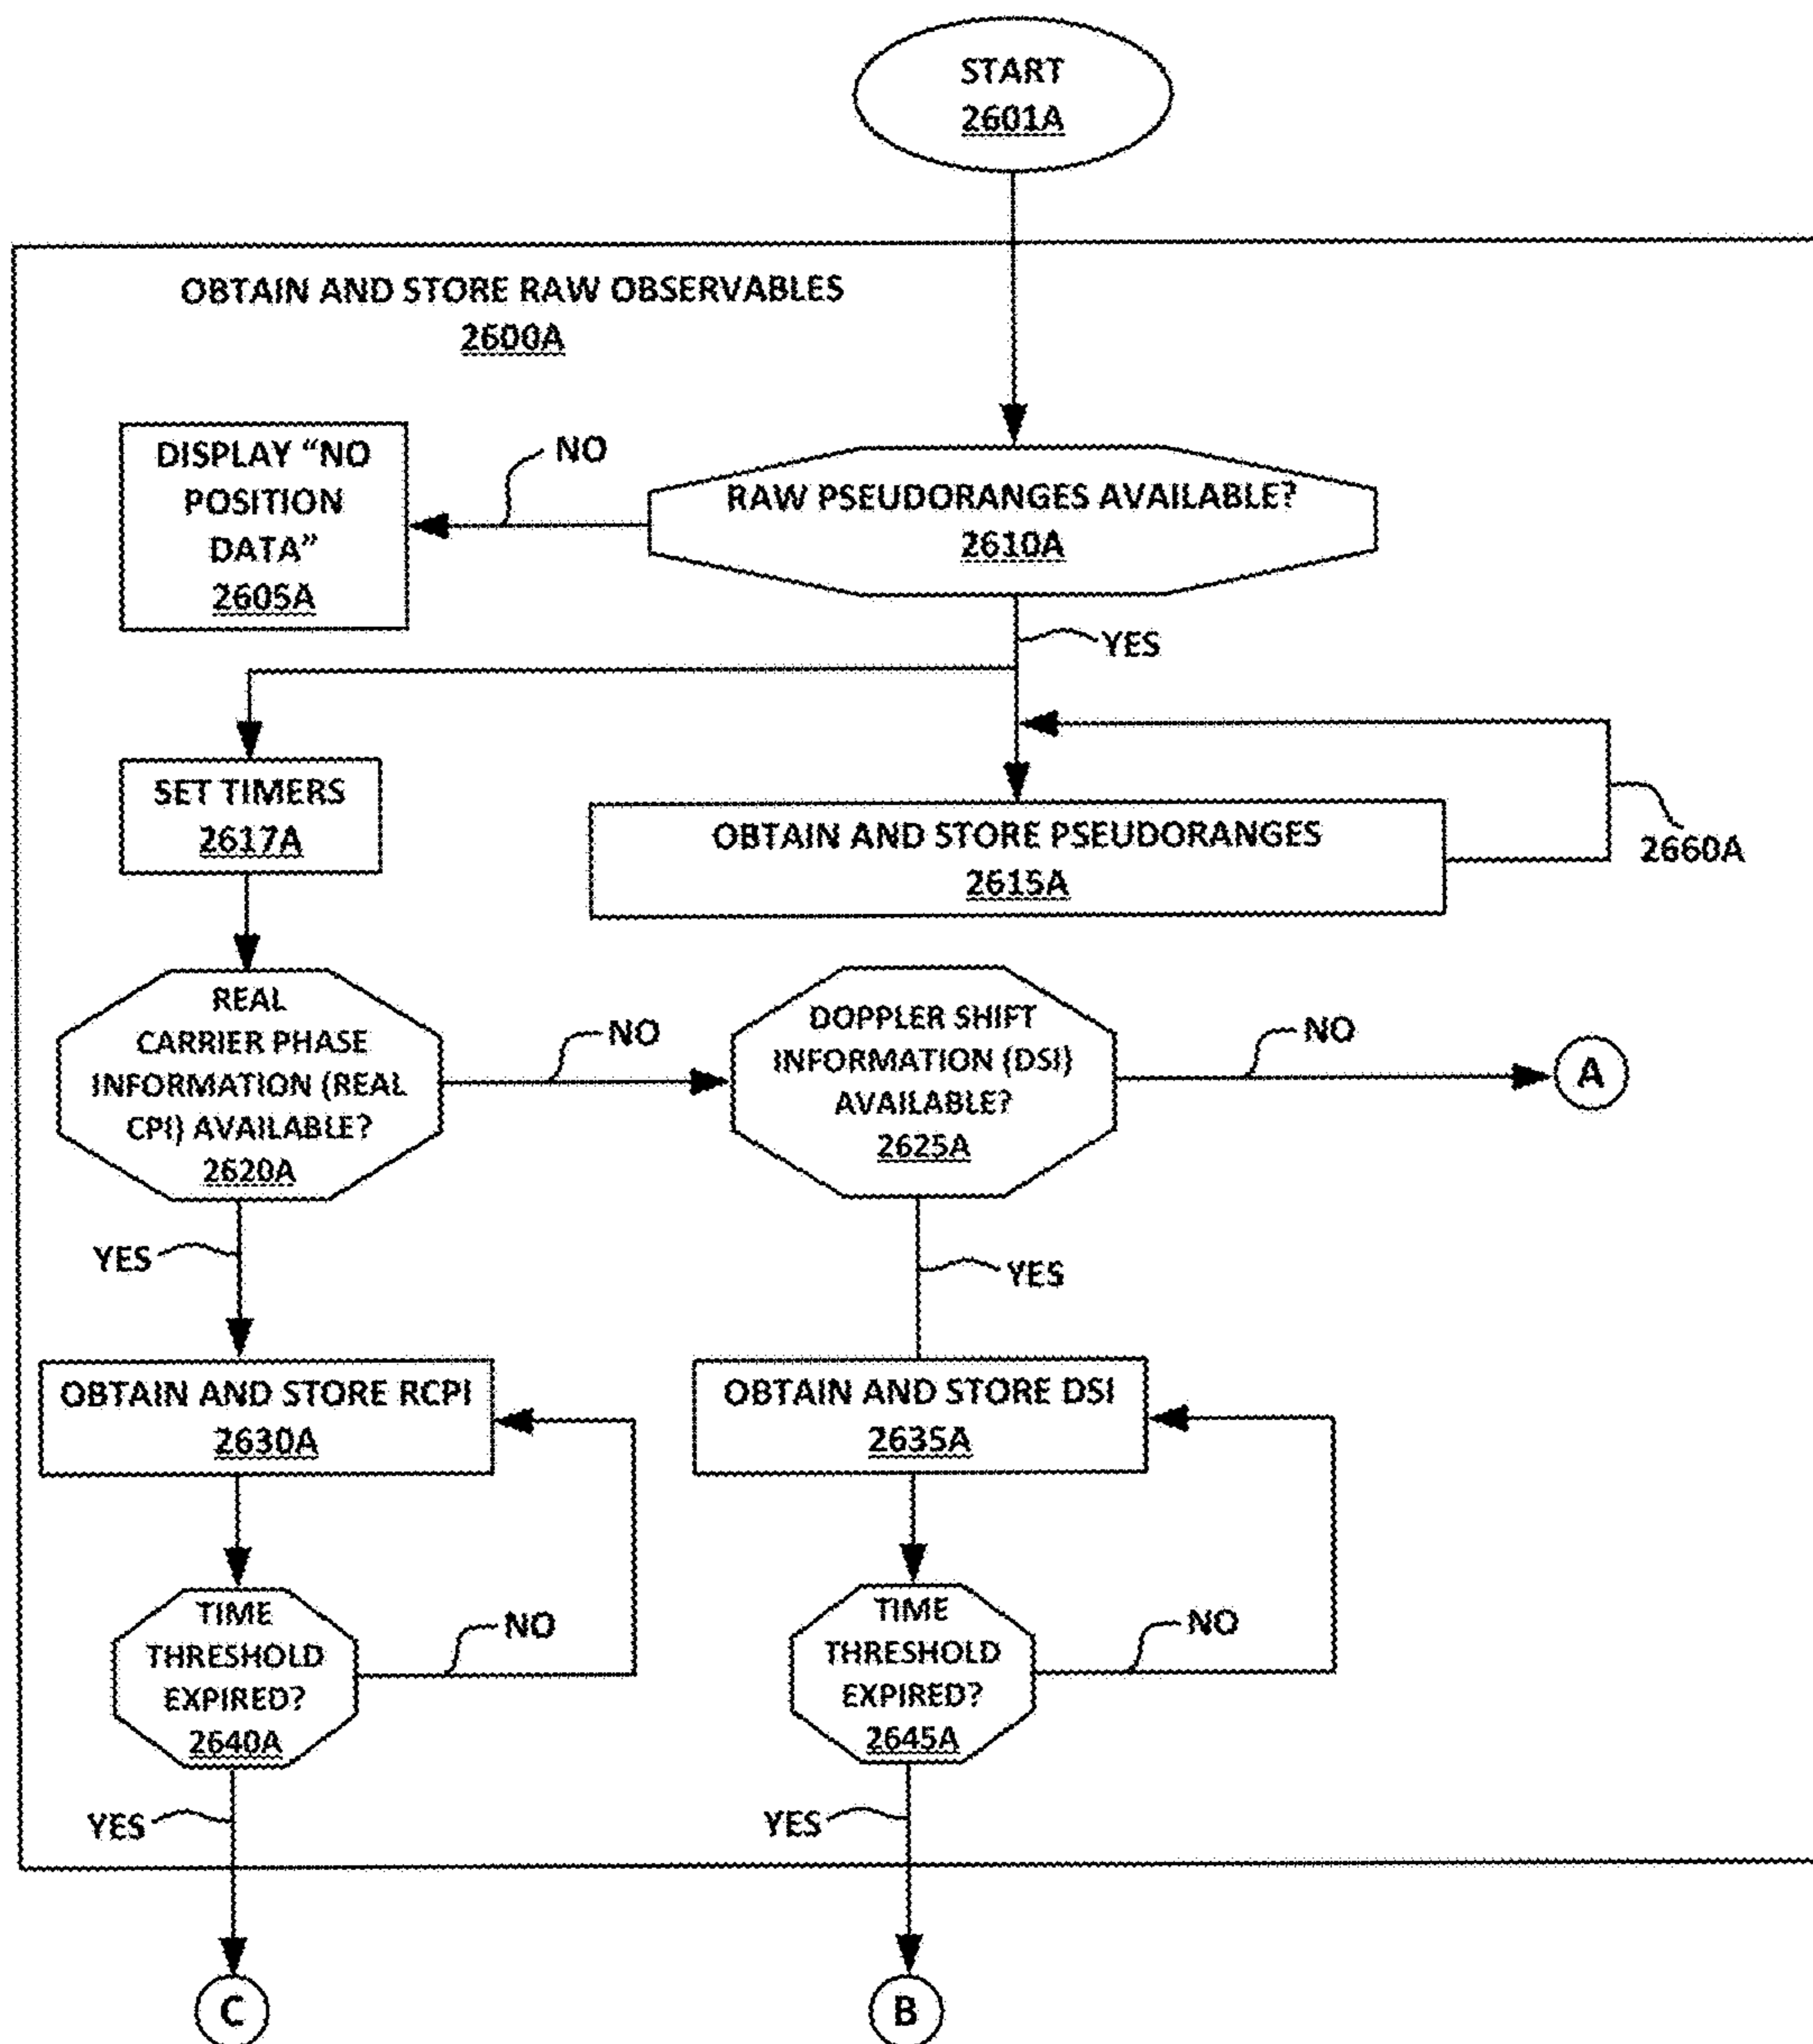 START
2601A
OBTAIN AND STORE RAW OBSERVABLES
2600A
DISPLAY “NO
POSITION
DATA”
2605A
NO
RAW PSEUDORANGES AVAILABLE?
2610A
YES
SET TIMERS
2617A
OBTAIN AND STORE PSEUDORANGES
2615A
2660A
REAL
CARRIER PHASE
INFORMATION (REAL
CPI) AVAILABLE?
2620A
NO
DOPPLER SHIFT
INFORMATION (DSI)
AVAILABLE?
2625A
NO
A
YES
YES
OBTAIN AND STORE RCPI
2630A
OBTAIN AND STORE DSI
2635A
TIME
THRESHOLD
EXPIRED?
2640A
NO
TIME
THRESHOLD
EXPIRED?
2645A
NO
YES
YES
C
B